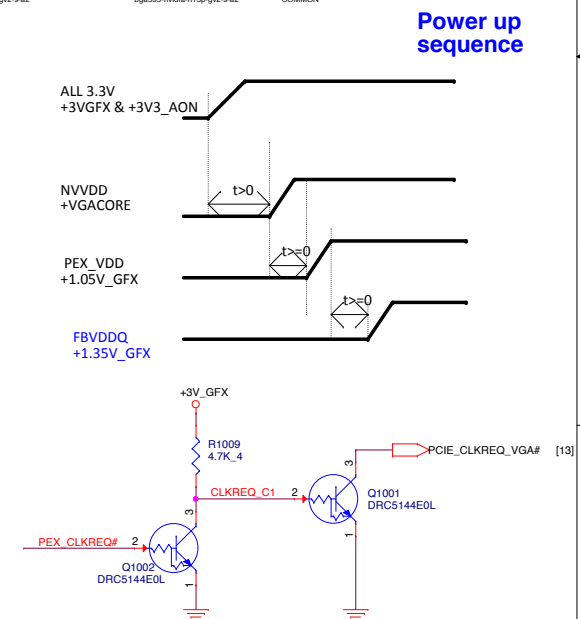 COMMON
Power up
sequence
ALL 3.3V
+3VGFX & +3V3_AON
NVVDD
+VGACORE
t>0
PEX_VDD
+1.05V_GFX
t>=0
FBVDDQ
+1.35V_GFX
t>=0
+3V_GFX
R1009
4.7K_4
PCIE_CLKREQ_VGA# [13]
3
CLKREQ_C1 2
Q1001
DRC5144E0L
3
PEX_CLKREQ# 2
1
Q1002
DRC5144E0L
1